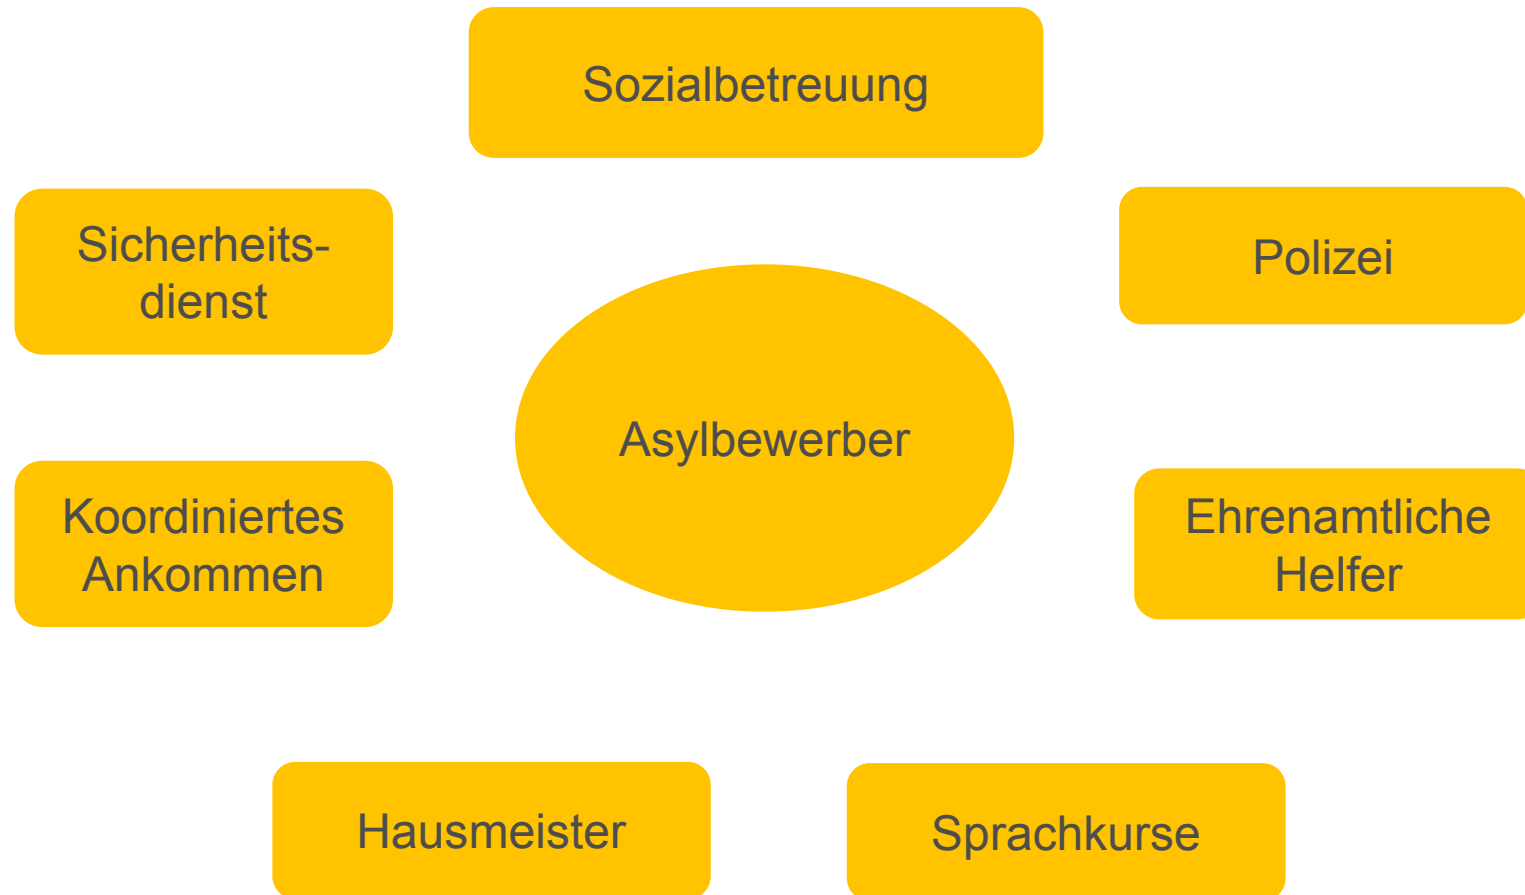 Sozialbetreuung
Sicherheits-
dienst
Polizei
Asylbewerber
Koordiniertes
Ankommen
Ehrenamtliche
Helfer
Hausmeister
Sprachkurse